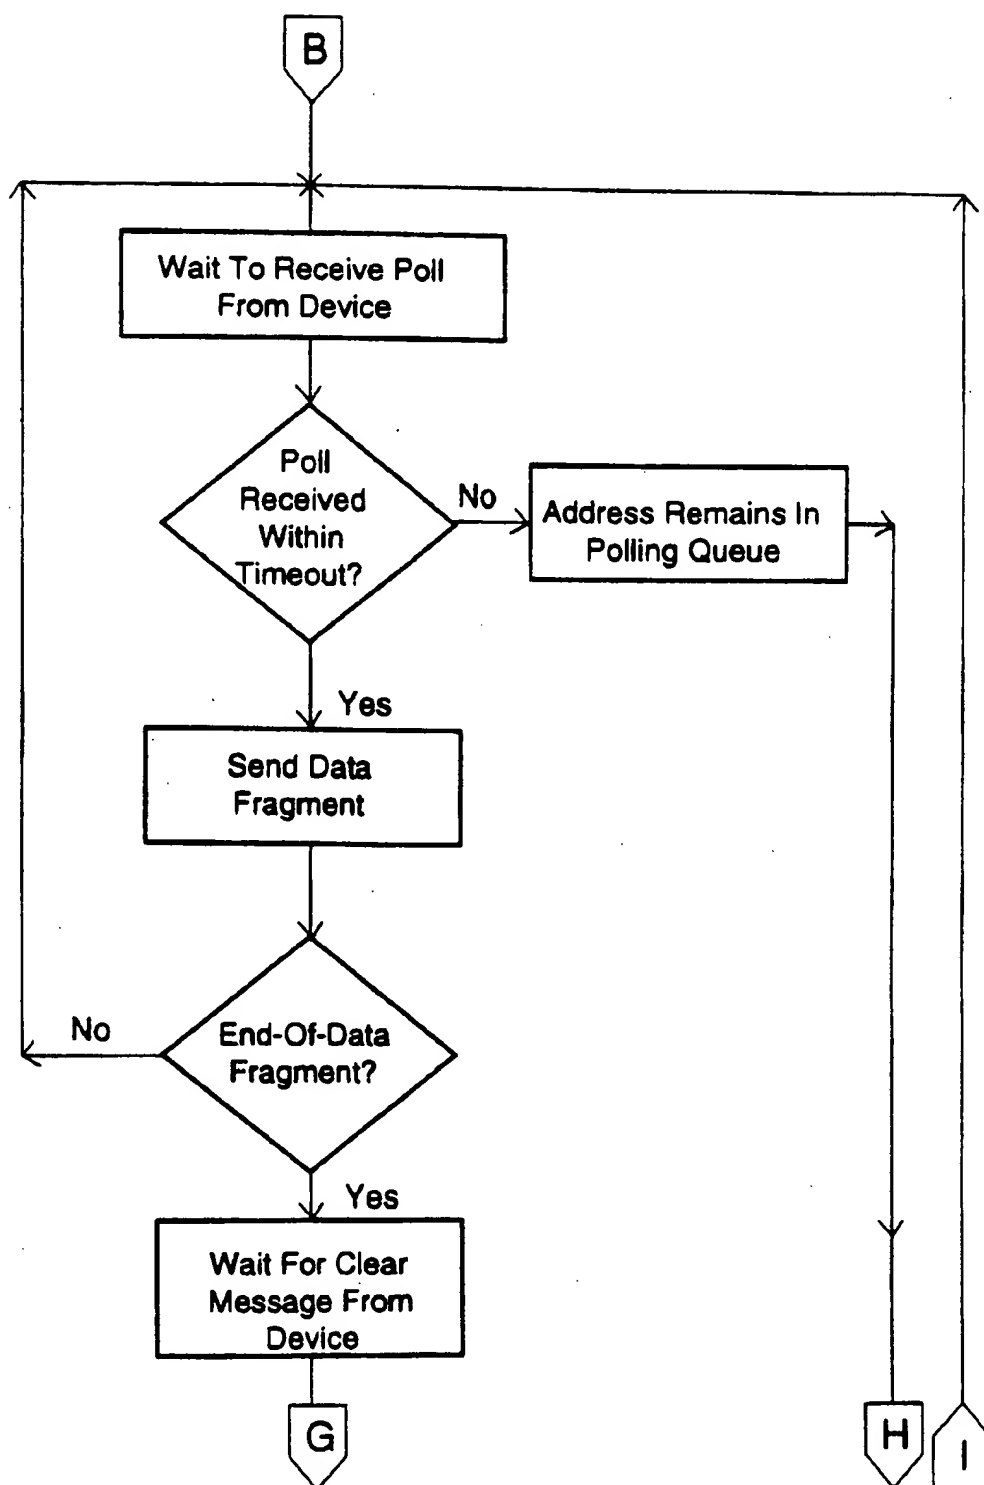 B
Wait To Receive Poll
From Device
Poll
Received
Within
Timeout?
No
Address Remains In
Polling Queue
Yes
Send Data
Fragment
No
End-Of-Data
Fragment?
Yes
Wait For Clear
Message From
Device
G
H
I